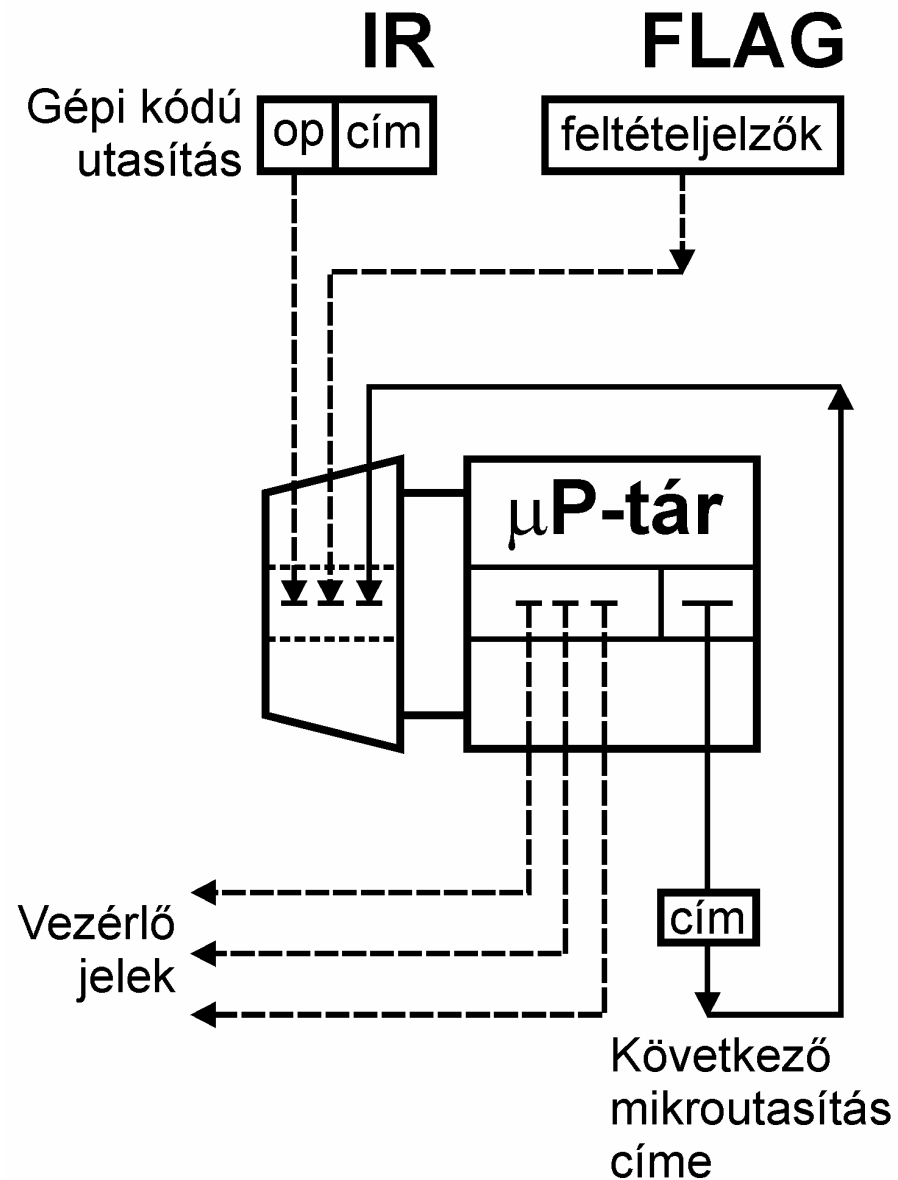 IR
FLAG
Gépi kódú
utasítás
op
cím
feltételjelzők
μP-tár
Vezérlő
jelek
cím
Következő
mikroutasítás
címe